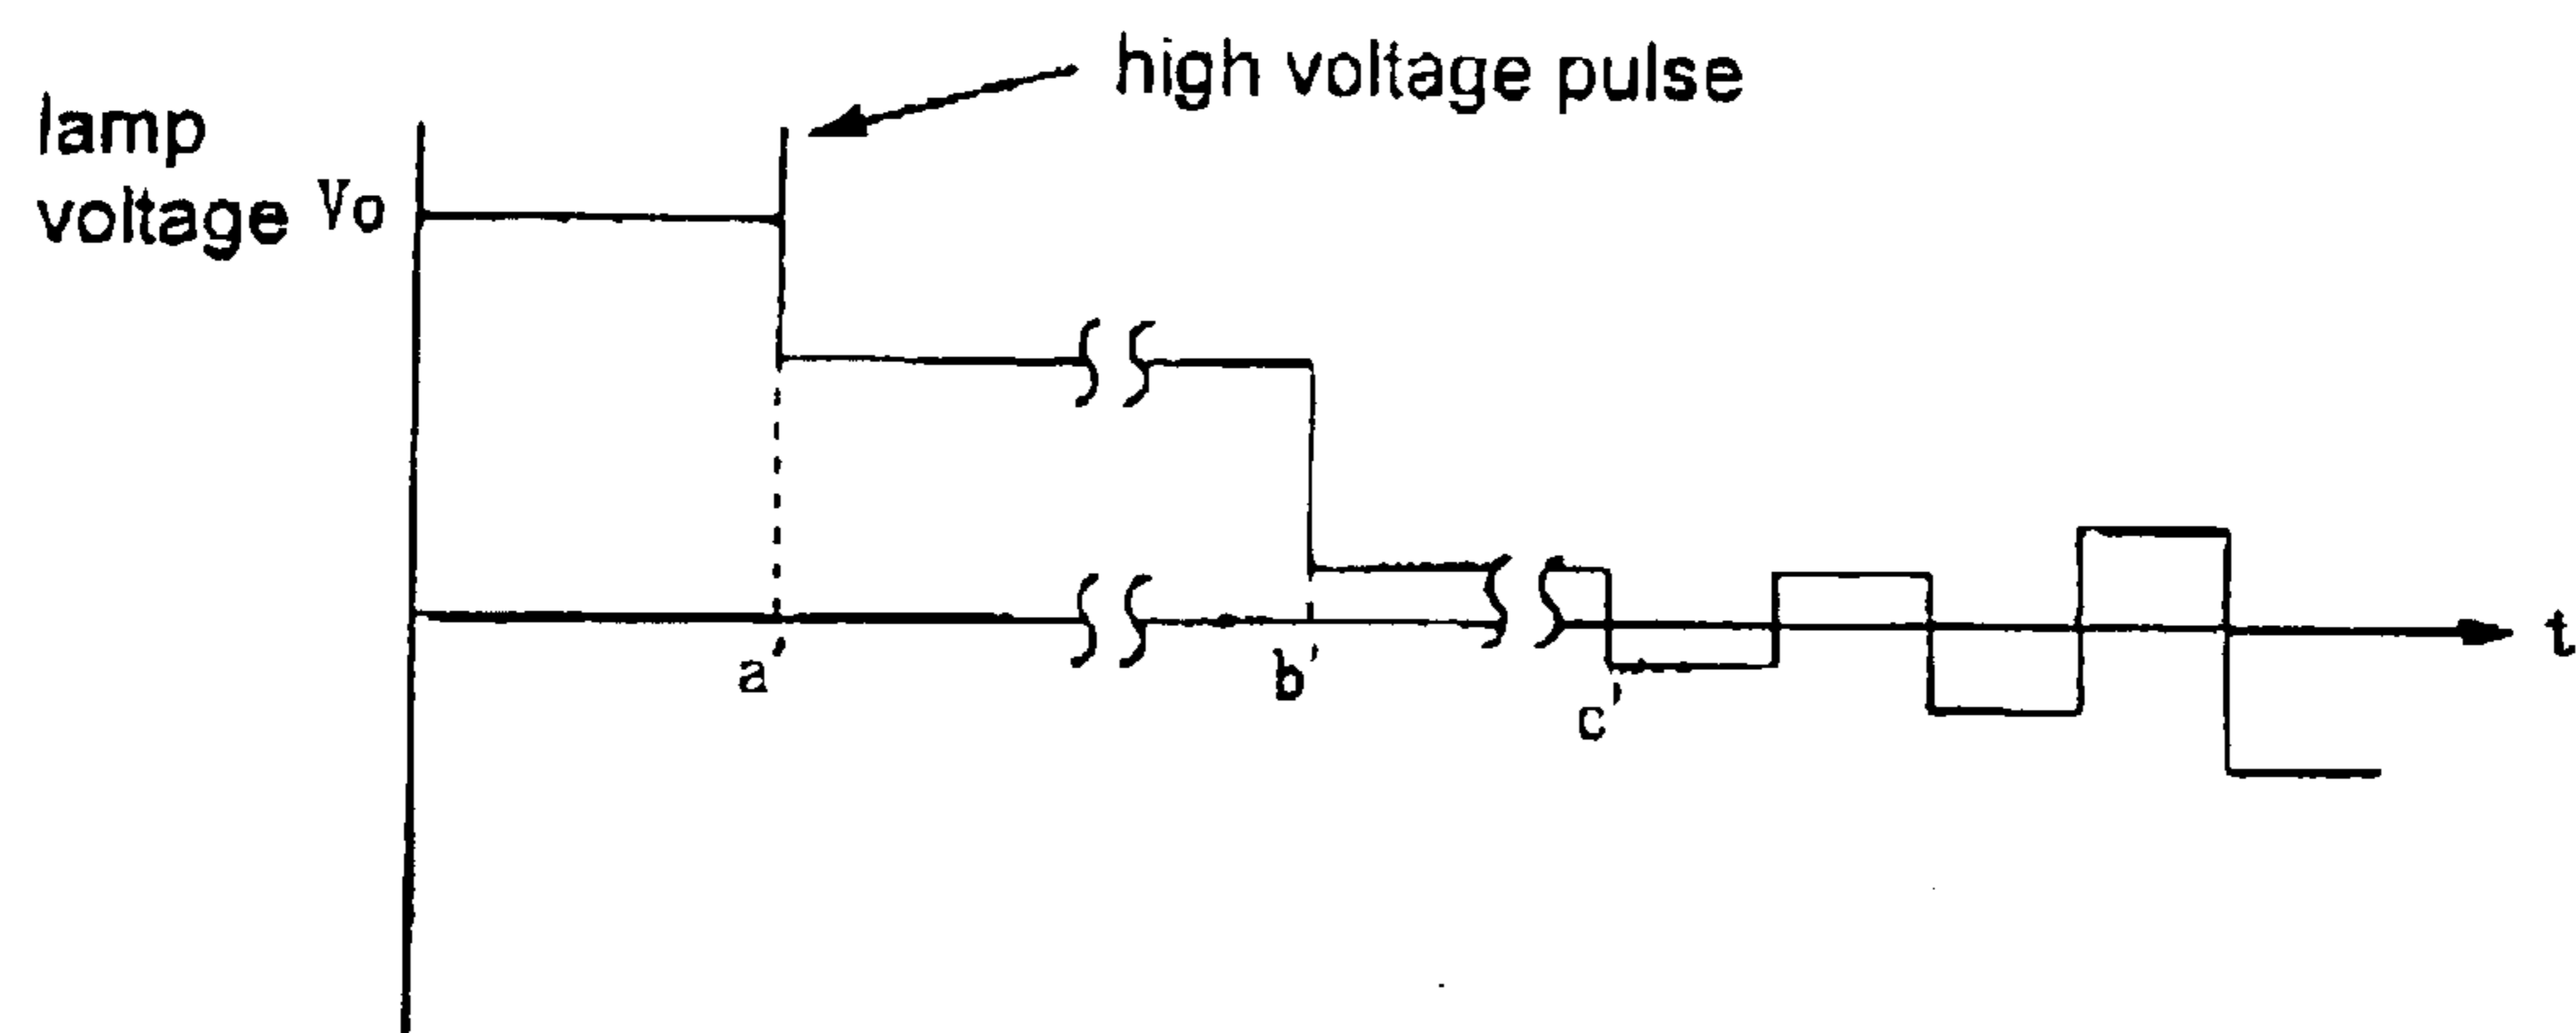 high voltage pulse
lamp
voltage Vo
a'
b'
c'
t